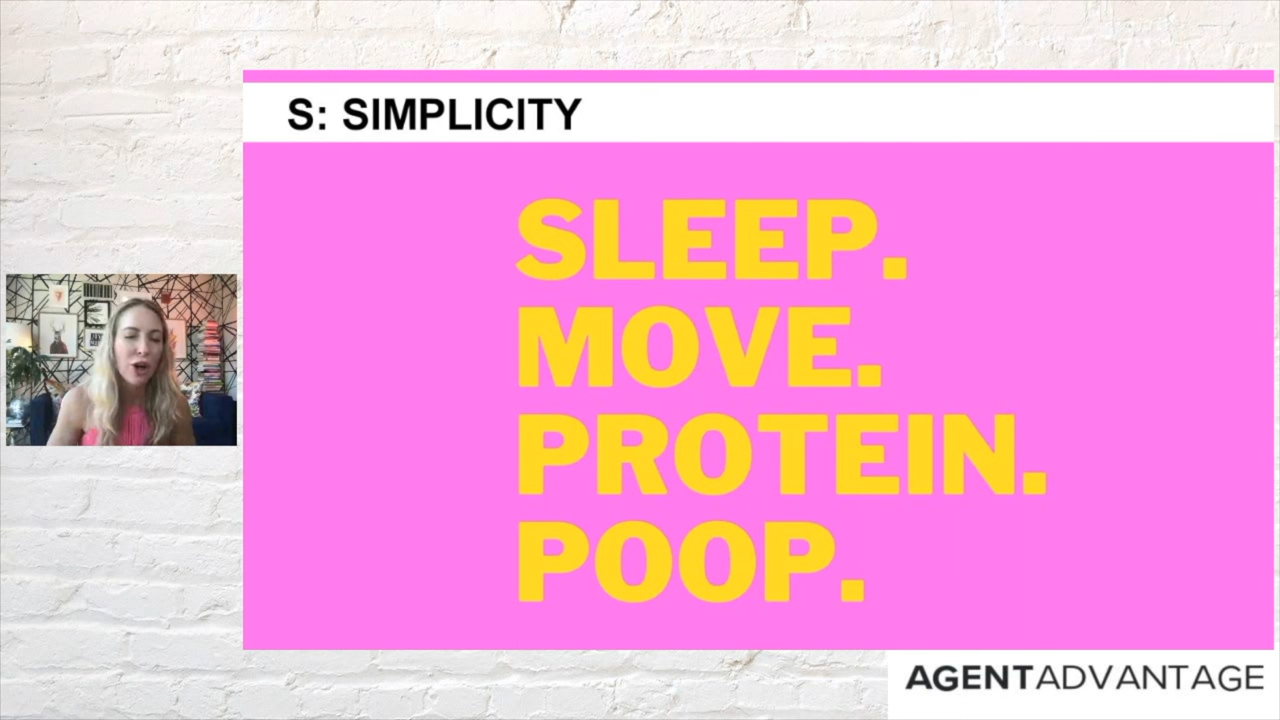 S: SIMPLICITY
SLEEP.
MOVE.
PROTEIN.
POOP.
AGENTADVANTAGE